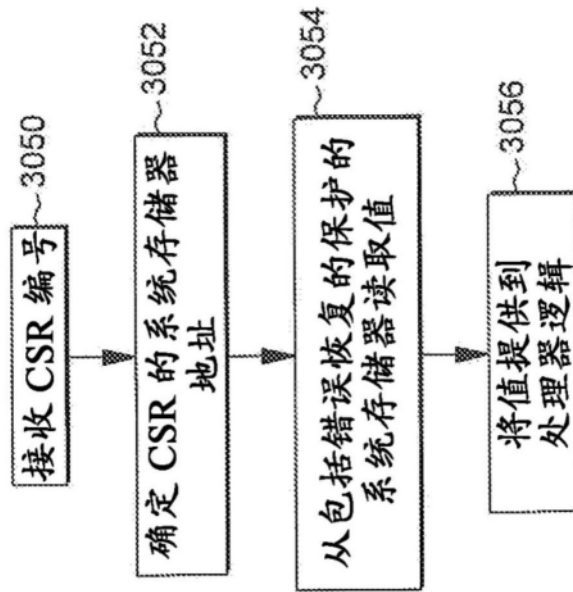 接收 CSR 编号
3050
确定 CSR 的系统存储器
地址
3052
从包括错误恢复的保护的
系统存储器读取值
3054
将值提供到
处理器逻辑
3056